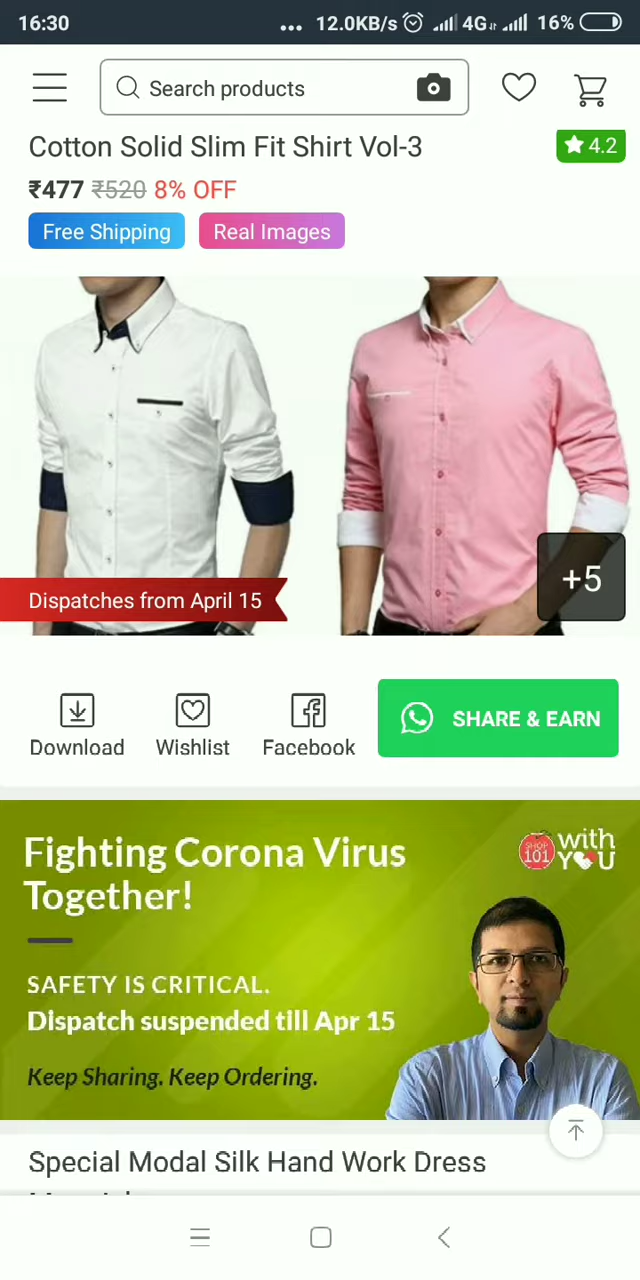 16:30 ... 12.0KB/s 4G 16%
Search products
Cotton Solid Slim Fit Shirt Vol-3 4.2
₹477 ₹520 8% OFF
Free Shipping Real Images
+5
Dispatches from April 15
Download Wishlist Facebook SHARE & EARN
Fighting Corona Virus
Together!
SHOP
101
with
YOU
SAFETY IS CRITICAL.
Dispatch suspended till Apr 15
Keep Sharing. Keep Ordering.
Special Modal Silk Hand Work Dress